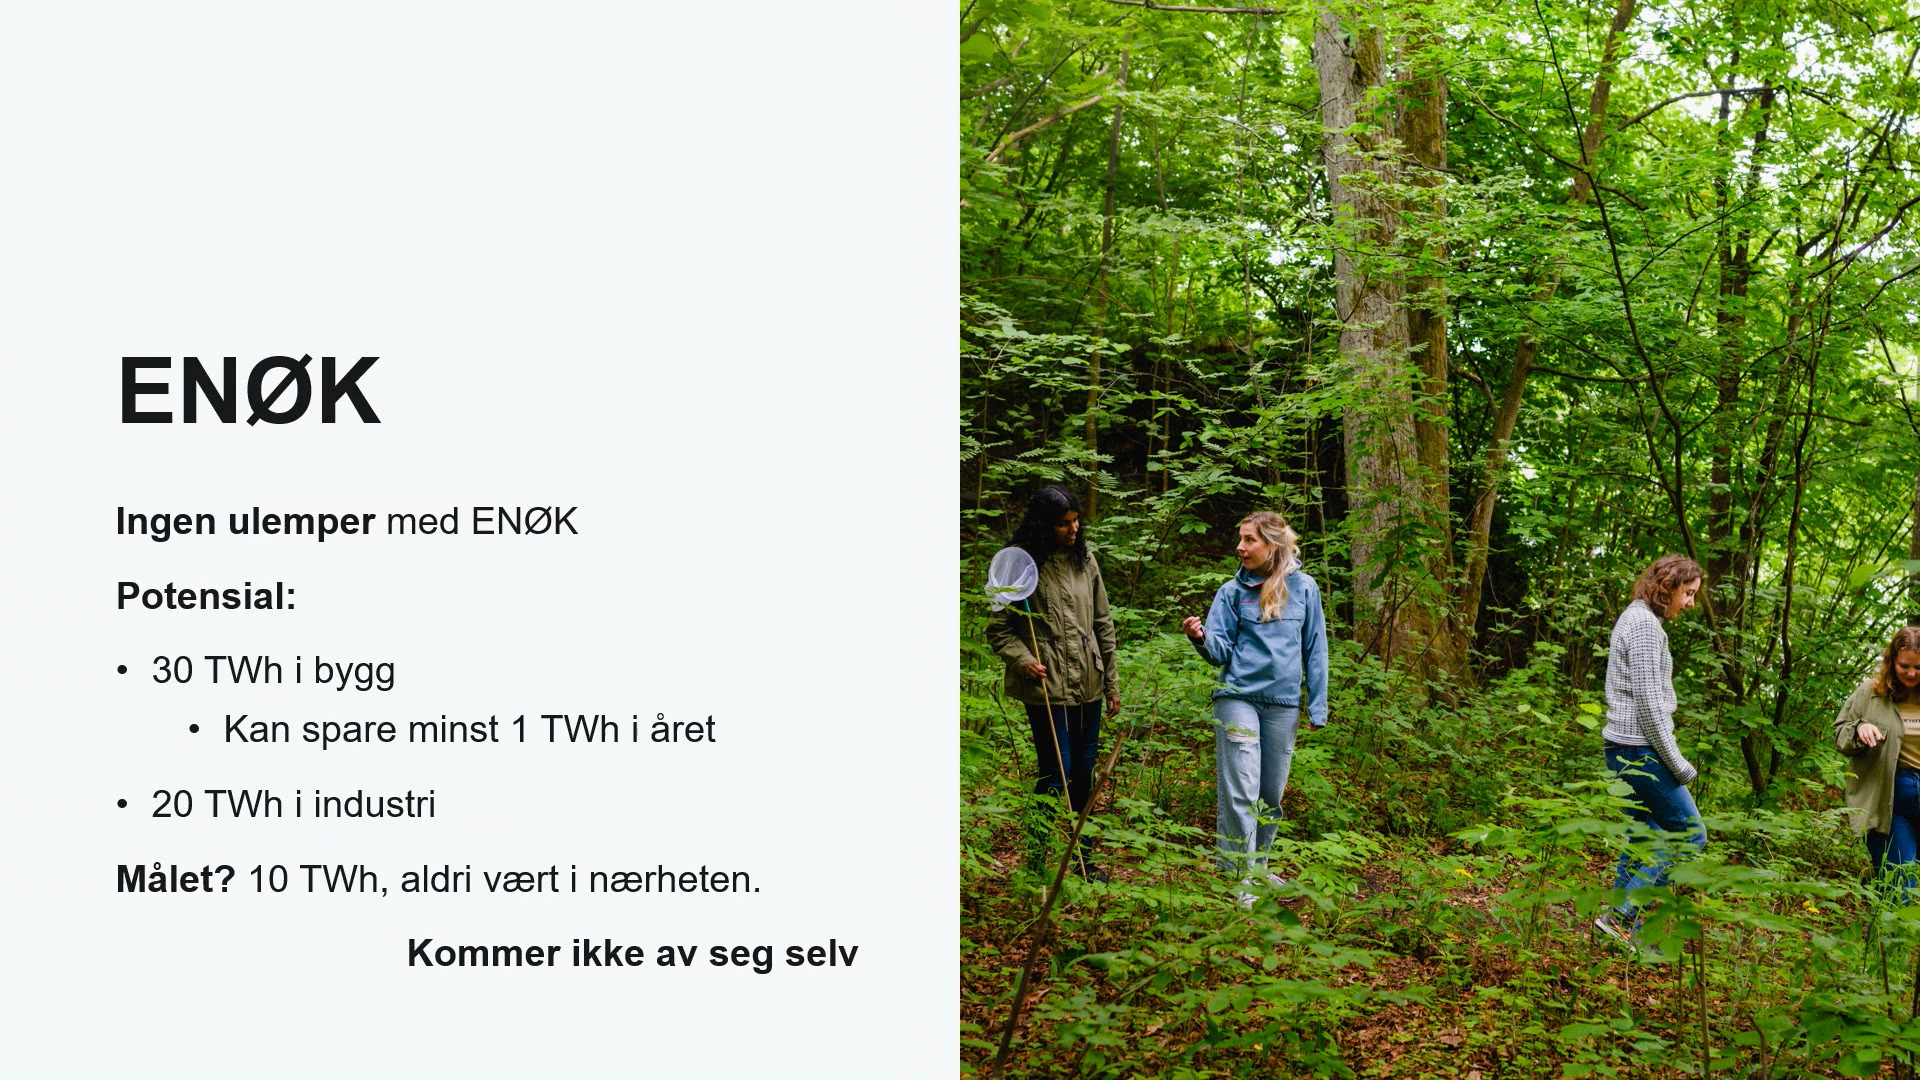 ENØK
Ingen ulemper med ENØK
Potensial:
• 30 TWh i bygg
• Kan spare minst 1 TWh i året
• 20 TWh i industri
Målet? 10 TWh, aldri vært i nærheten.
Kommer ikke av seg selv